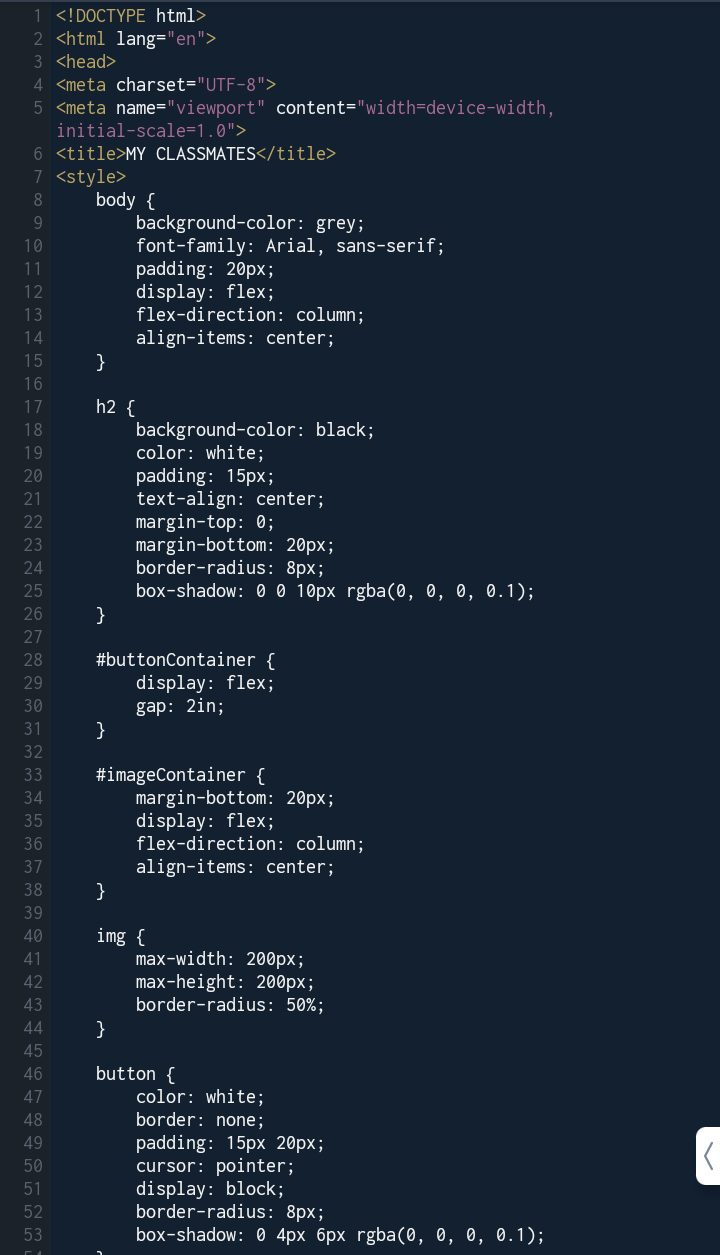 1 <!DOCTYPE html>
2 <html lang="en">
3 <head>
4 <meta charset="UTF-8">
5 <meta name="viewport" content="width=device-width,
initial-scale=1.0">
6 <title>MY CLASSMATES</title>
7 <style>
8     body {
9         background-color: grey;
10         font-family: Arial, sans-serif;
11         padding: 20px;
12         display: flex;
13         flex-direction: column;
14         align-items: center;
15     }
16
17     h2 {
18         background-color: black;
19         color: white;
20         padding: 15px;
21         text-align: center;
22         margin-top: 0;
23         margin-bottom: 20px;
24         border-radius: 8px;
25         box-shadow: 0 0 10px rgba(0, 0, 0, 0.1);
26     }
27
28     #buttonContainer {
29         display: flex;
30         gap: 2in;
31     }
32
33     #imageContainer {
34         margin-bottom: 20px;
35         display: flex;
36         flex-direction: column;
37         align-items: center;
38     }
39
40     img {
41         max-width: 200px;
42         max-height: 200px;
43         border-radius: 50%;
44     }
45
46     button {
47         color: white;
48         border: none;
49         padding: 15px 20px;
50         cursor: pointer;
51         display: block;
52         border-radius: 8px;
53         box-shadow: 0 4px 6px rgba(0, 0, 0, 0.1);